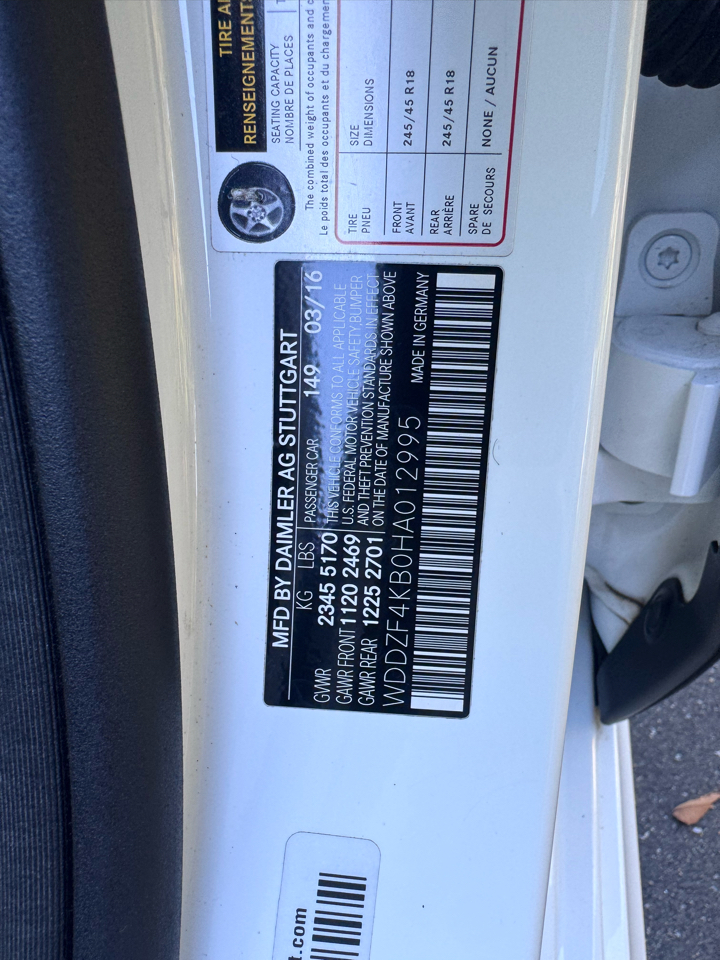 TIRE
RENSEIGNEMENTS
SEATING CAPACITY
NOMBRE DE PLACES
The combined weight of occupants and
Le poids total des occupants et du chargement
TIRE
PNEU
SIZE
DIMENSIONS
FRONT
AVANT
245/45 R18
REAR
ARRIÈRE
245/45 R18
SPARE
DE SECOURS
NONE / AUCUN
MFD BY DAIMLER AG STUTTGART
KG LBS PASSENGER CAR 149 03/16
GVWR 2345 5170 THIS VEHICLE CONFORMS TO ALL APPLICABLE
GAWR FRONT 1120 2469 U.S. FEDERAL MOTOR VEHICLE SAFETY, BUMPER
GAWR REAR 1225 2701 AND THEFT PREVENTION STANDARDS IN EFFECT
ON THE DATE OF MANUFACTURE SHOWN ABOVE
WDDZF4KB0HA012995 MADE IN GERMANY
t.com